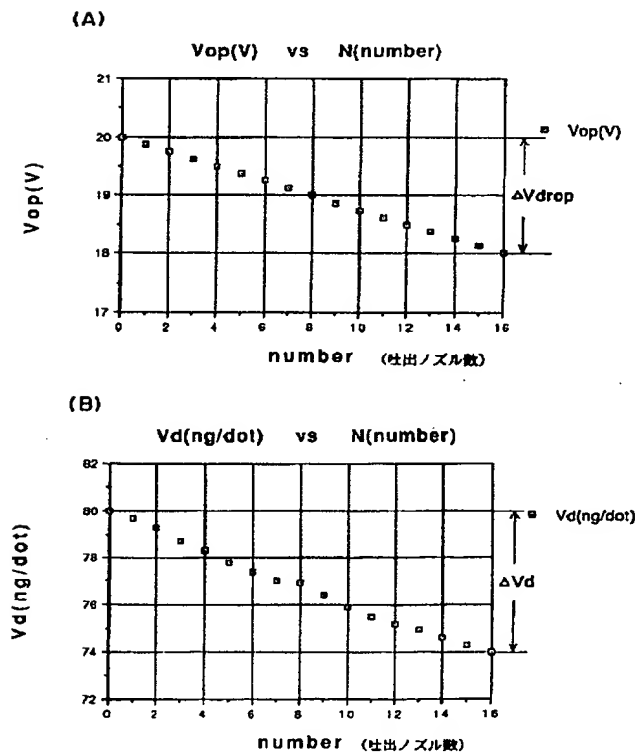 (A)
Vop(V) vs N(number)
21
20
19
18
17
Vop(V)
0 2 4 6 8 10 12 14 16
number (吐出ノズル数)
Vop(V)
ΔVdrop
(B)
Vd(ng/dot) vs N(number)
82
80
78
76
74
72
Vd(ng/dot)
0 2 4 6 8 10 12 14 16
number (吐出ノズル数)
Vd(ng/dot)
ΔVd